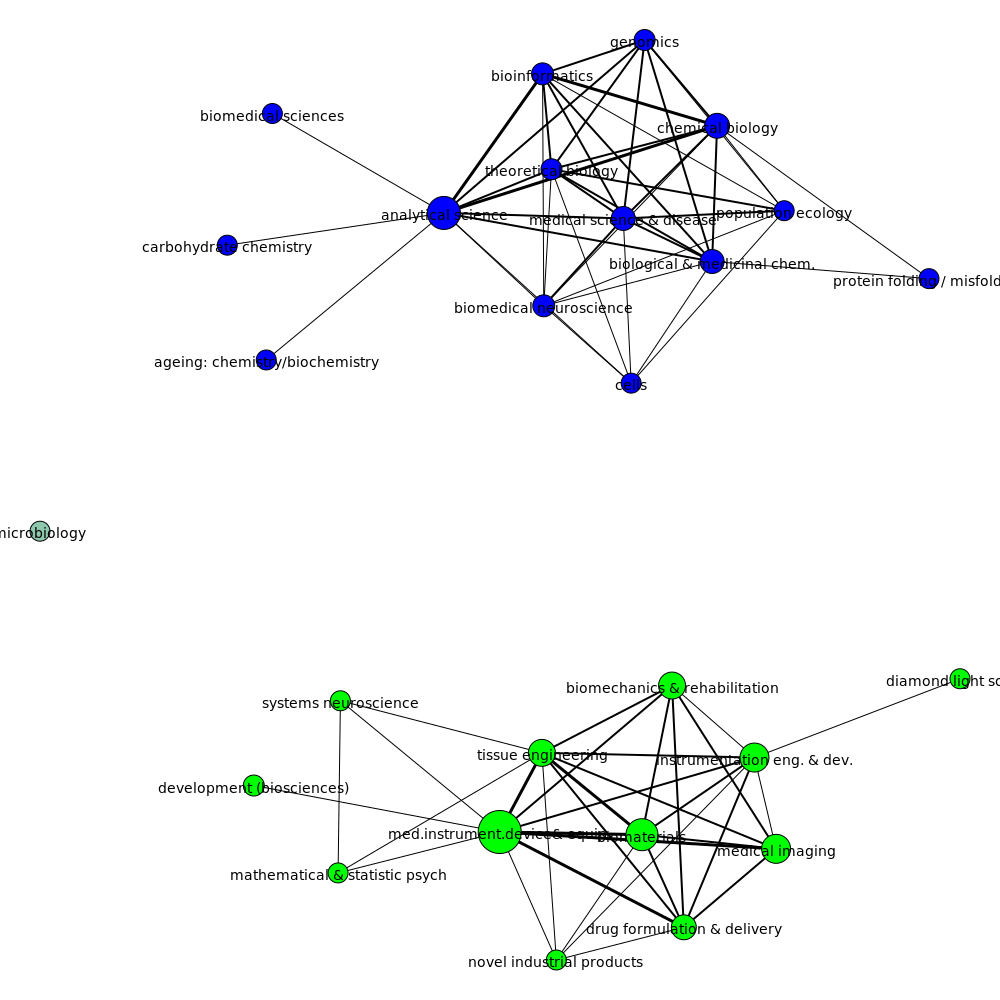 genomics
bioinformatics
biomedical sciences
chemical biology
theoretical biology
analytical science
medical science & disease
population ecology
carbohydrate chemistry
biological & medicinal chem.
protein folding / misfold
biomedical neuroscience
ageing: chemistry/biochemistry
cells
microbiology
diamond light so
biomechanics & rehabilitation
systems neuroscience
tissue engineering
instrumentation eng. & dev.
development (biosciences)
med.instrument.device& equip
biomaterials
medical imaging
mathematical & statistic psych
drug formulation & delivery
novel industrial products